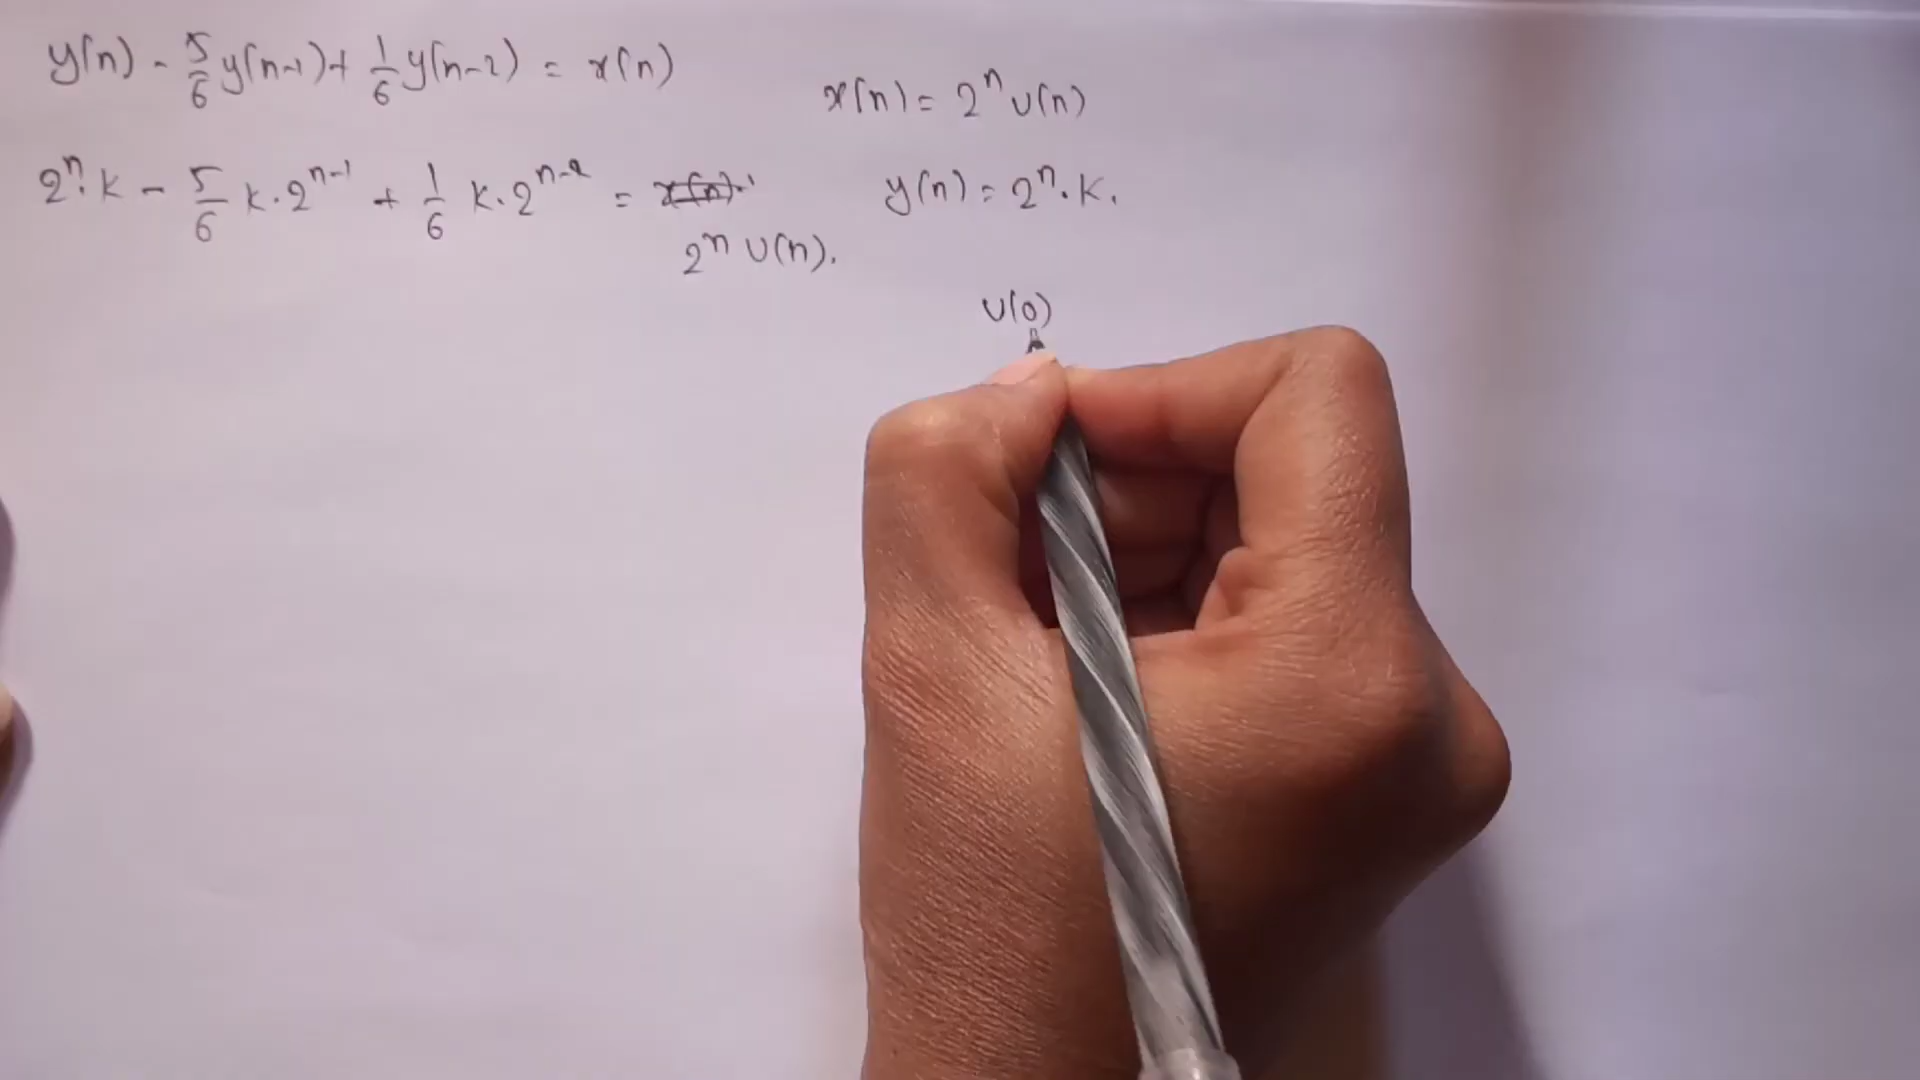 y(n) - 5/6 y(n-1) + 1/6 y(n-2) = x(n)
x(n) = 2^n u(n)
2^n . k - 5/6 k . 2^(n-1) + 1/6 k . 2^(n-2) = x(n)
y(n) = 2^n . k.
2^n u(n).
u(0)